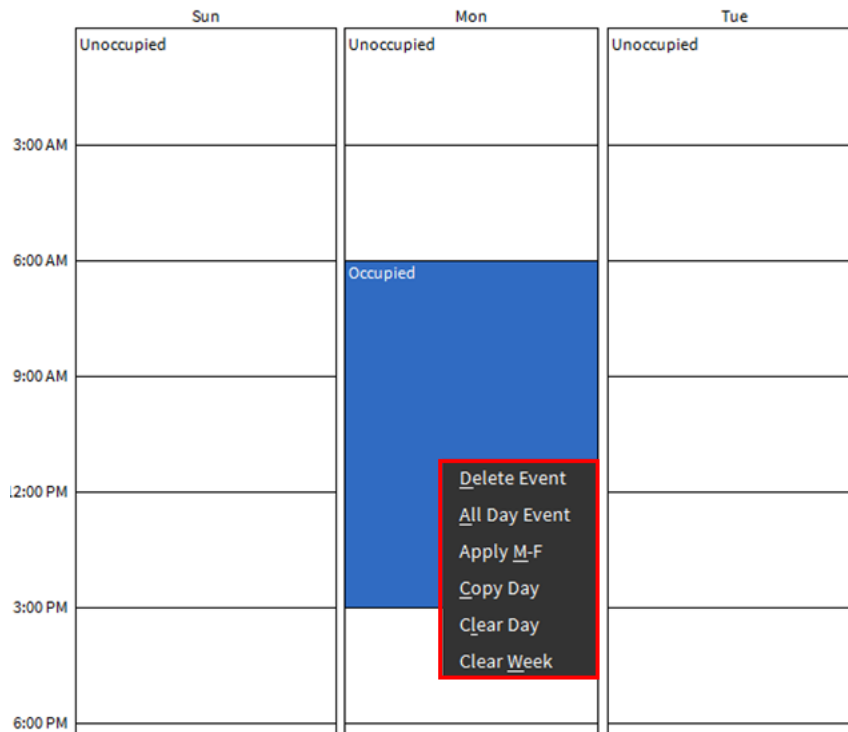 Sun Mon Tue
Unoccupied Unoccupied Unoccupied
3:00 AM
6:00 AM
Occupied
9:00 AM
Delete Event
12:00 PM
All Day Event
Apply M-F
Copy Day
3:00 PM
Clear Day
Clear Week
6:00 PM